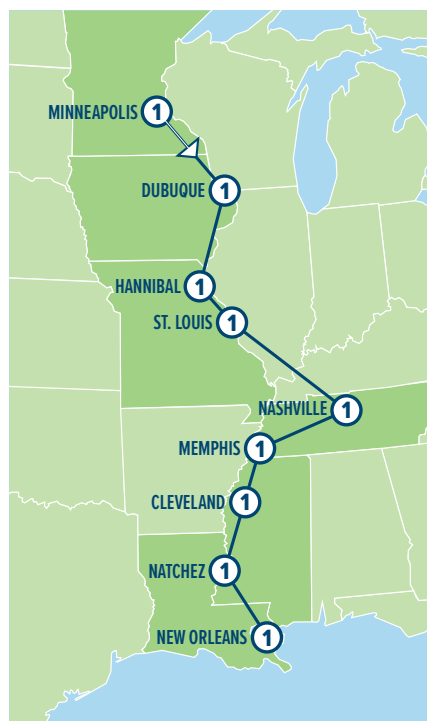 MINNEAPOLIS 1
DUBUQUE 1
HANNIBAL 1
ST. LOUIS 1
NASHVILLE 1
MEMPHIS 1
CLEVELAND 1
NATCHEZ 1
NEW ORLEANS 1